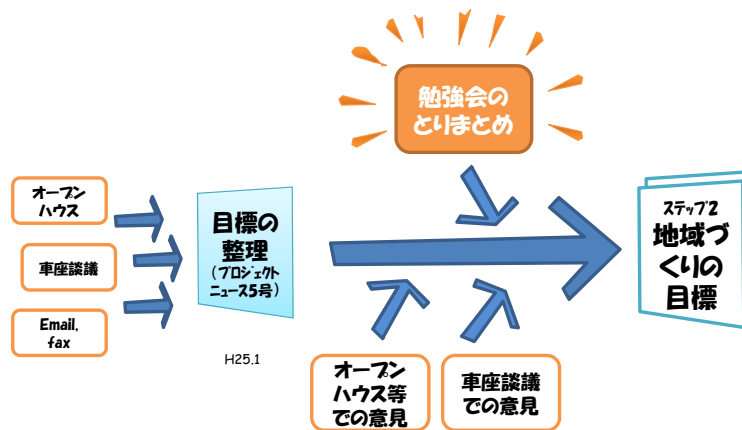 勉強会の
とりまとめ
オープン
ハウス
車座談議
Email,
fax
目標の
整理
（プロジェクト
ニュース5号）
H25.1
ステップ2
地域づ
くりの
目標
オープン
ハウス等
での意見
車座談議
での意見